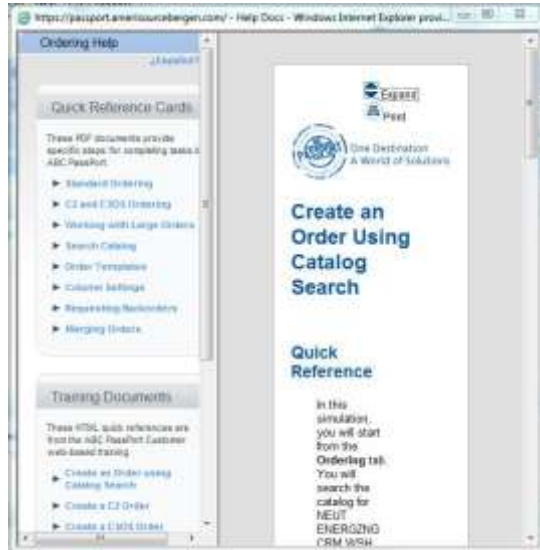 https://passport.amerisourcebergen.com/ - Help Docs - Windows Internet Explorer provi...
Ordering Help
¿Español?
Quick Reference Cards
These PDF documents provide
specific steps for completing tasks
ABC PassPort
Standard Ordering
C2 and C3OS Ordering
Working with Large Orders
Search Catalog
Order Templates
Column Settings
Requesting Backorders
Merging Orders
Training Documents
These HTML quick references are
from the ABC PassPort Customer
web-based training
Create an Order using
Catalog Search
Create a C2 Order
Create a C3OS Order
Expand
Print
One Destination
A World of Solutions
Create an
Order Using
Catalog
Search
Quick
Reference
In this
simulation,
you will start
from the
Ordering tab.
You will
search the
catalog for
NEUT
ENERGZNG
CRM WSH